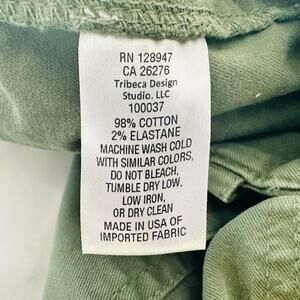 RN 128947
CA 26276
Tribeca Design
Studio. LLC
100037
98% COTTON
2% ELASTANE
MACHINE WASH COLD
WITH SIMILAR COLORS,
DO NOT BLEACH,
TUMBLE DRY LOW.
LOW IRON,
OR DRY CLEAN
MADE IN USA OF
IMPORTED FABRIC